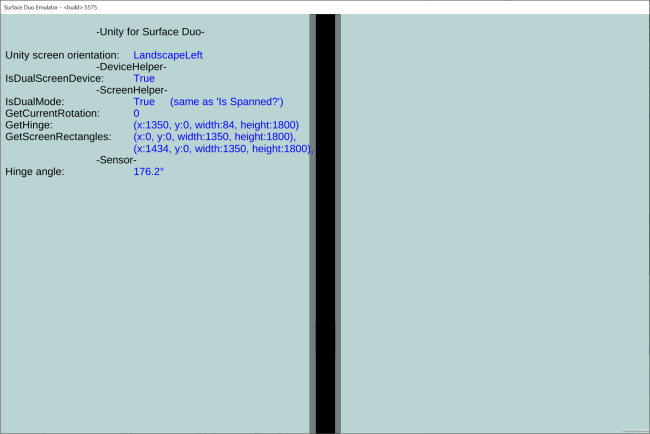 Surface Duo Emulator - <build>:5575
-Unity for Surface Duo-
Unity screen orientation: LandscapeLeft
-DeviceHelper-
IsDualScreenDevice: True
-ScreenHelper-
IsDualMode: True (same as 'Is Spanned?')
GetCurrentRotation: 0
GetHinge: (x:1350, y:0, width:84, height:1800)
GetScreenRectangles: (x:0, y:0, width:1350, height:1800),
(x:1434, y:0, width:1350, height:1800),
-Sensor-
Hinge angle: 176.2°